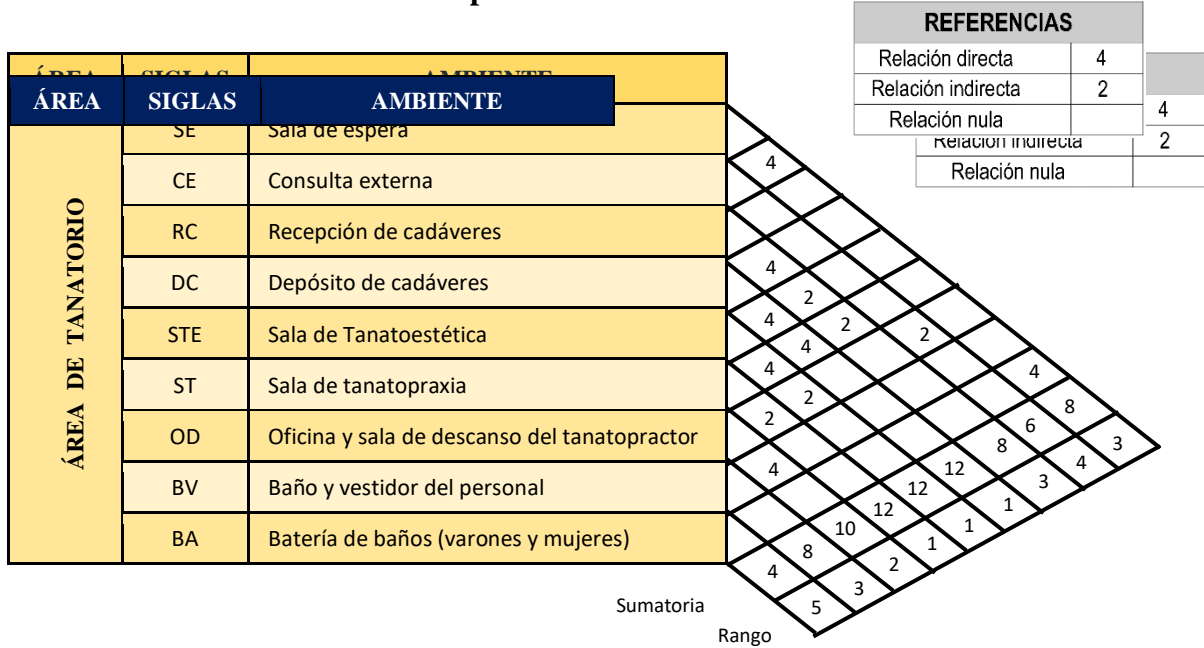 REFERENCIAS
Relación directa 4
Relación indirecta 2
Relación nula
4
Relación indirecta 2
Relación nula
ÁREA SIGLAS AMBIENTE
ÁREA SIGLAS AMBIENTE
ÁREA DE TANATORIO
SE Sala de espera
CE Consulta externa
RC Recepción de cadáveres
DC Depósito de cadáveres
STE Sala de Tanatoestética
ST Sala de tanatopraxia
OD Oficina y sala de descanso del tanatopractor
BV Baño y vestidor del personal
BA Batería de baños (varones y mujeres)
4
4
2
4 2 2
4
4 4
2
2
4
Sumatoria 4 8 10 12 12 12 8 6 8
Rango 5 3 2 1 1 1 3 4 3